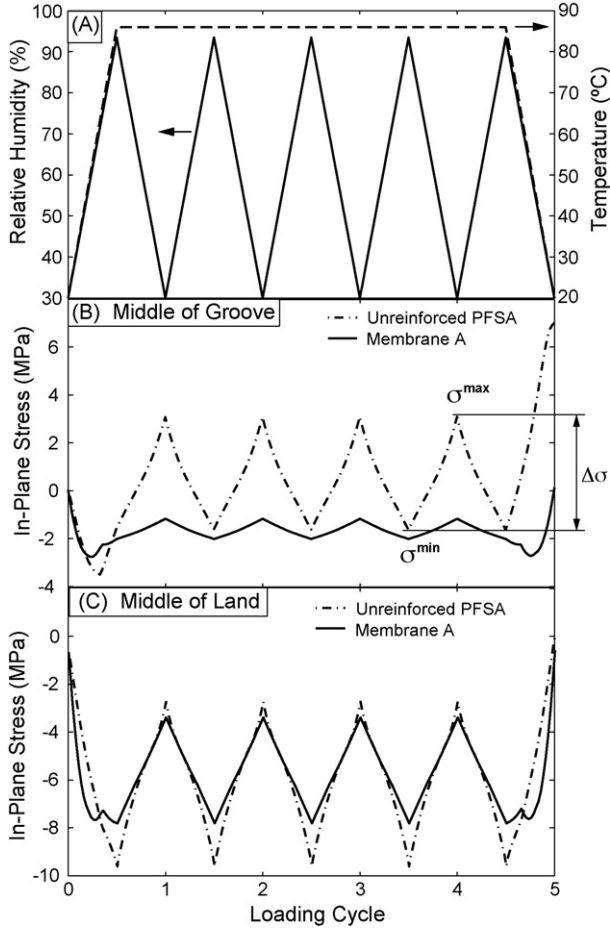 (A)
Relative Humidity (%)
100
90
80
70
60
50
40
30
Temperature (ºC)
90
80
70
60
50
40
30
20
(B) Middle of Groove
Unreinforced PFSA
Membrane A
In-Plane Stress (MPa)
6
4
2
0
-2
-4
σmax
Δσ
σmin
(C) Middle of Land
Unreinforced PFSA
Membrane A
In-Plane Stress (MPa)
0
-2
-4
-6
-8
-10
0 1 2 3 4 5
Loading Cycle